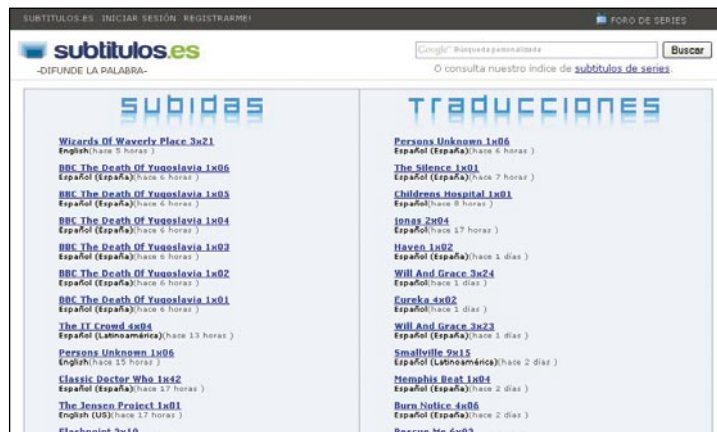 SUBTITULOS.ES INICIAR SESIÓN REGISTRARME!
FORO DE SERIES
subtitulos.es
-DIFUNDE LA PALABRA-
Google™ Búsqueda personalizada
Buscar
O consulta nuestro índice de subtitulos de series.
subidas
Wizards Of Waverly Place 3x21
English(hace 5 horas )
BBC The Death Of Yugoslavia 1x06
Español (España)(hace 6 horas )
BBC The Death Of Yugoslavia 1x05
Español (España)(hace 6 horas )
BBC The Death Of Yugoslavia 1x04
Español (España)(hace 6 horas )
BBC The Death Of Yugoslavia 1x03
Español (España)(hace 6 horas )
BBC The Death Of Yugoslavia 1x02
Español (España)(hace 6 horas )
BBC The Death Of Yugoslavia 1x01
Español (España)(hace 6 horas )
The IT Crowd 4x04
Español (Latinoamérica)(hace 13 horas )
Persons Unknown 1x06
English(hace 15 horas )
Classic Doctor Who 1x42
Español (España)(hace 17 horas )
The Jensen Project 1x01
English (US)(hace 17 horas )
Flashpoint 3x10
Traducciones
Persons Unknown 1x06
Español (España)(hace 6 horas )
The Silence 1x01
Español (España)(hace 7 horas )
Childrens Hospital 1x01
Español(hace 8 horas )
jonas 2x04
Español(hace 17 horas )
Haven 1x02
Español (España)(hace 1 días )
Will And Grace 3x24
Español(hace 1 días )
Eureka 4x02
Español(hace 1 días )
Will And Grace 3x23
Español (España)(hace 1 días )
Smallville 9x15
Español (Latinoamérica)(hace 2 días )
Memphis Beat 1x04
Español (España)(hace 2 días )
Burn Notice 4x06
Español (España)(hace 2 días )
Rescue Me 6x03